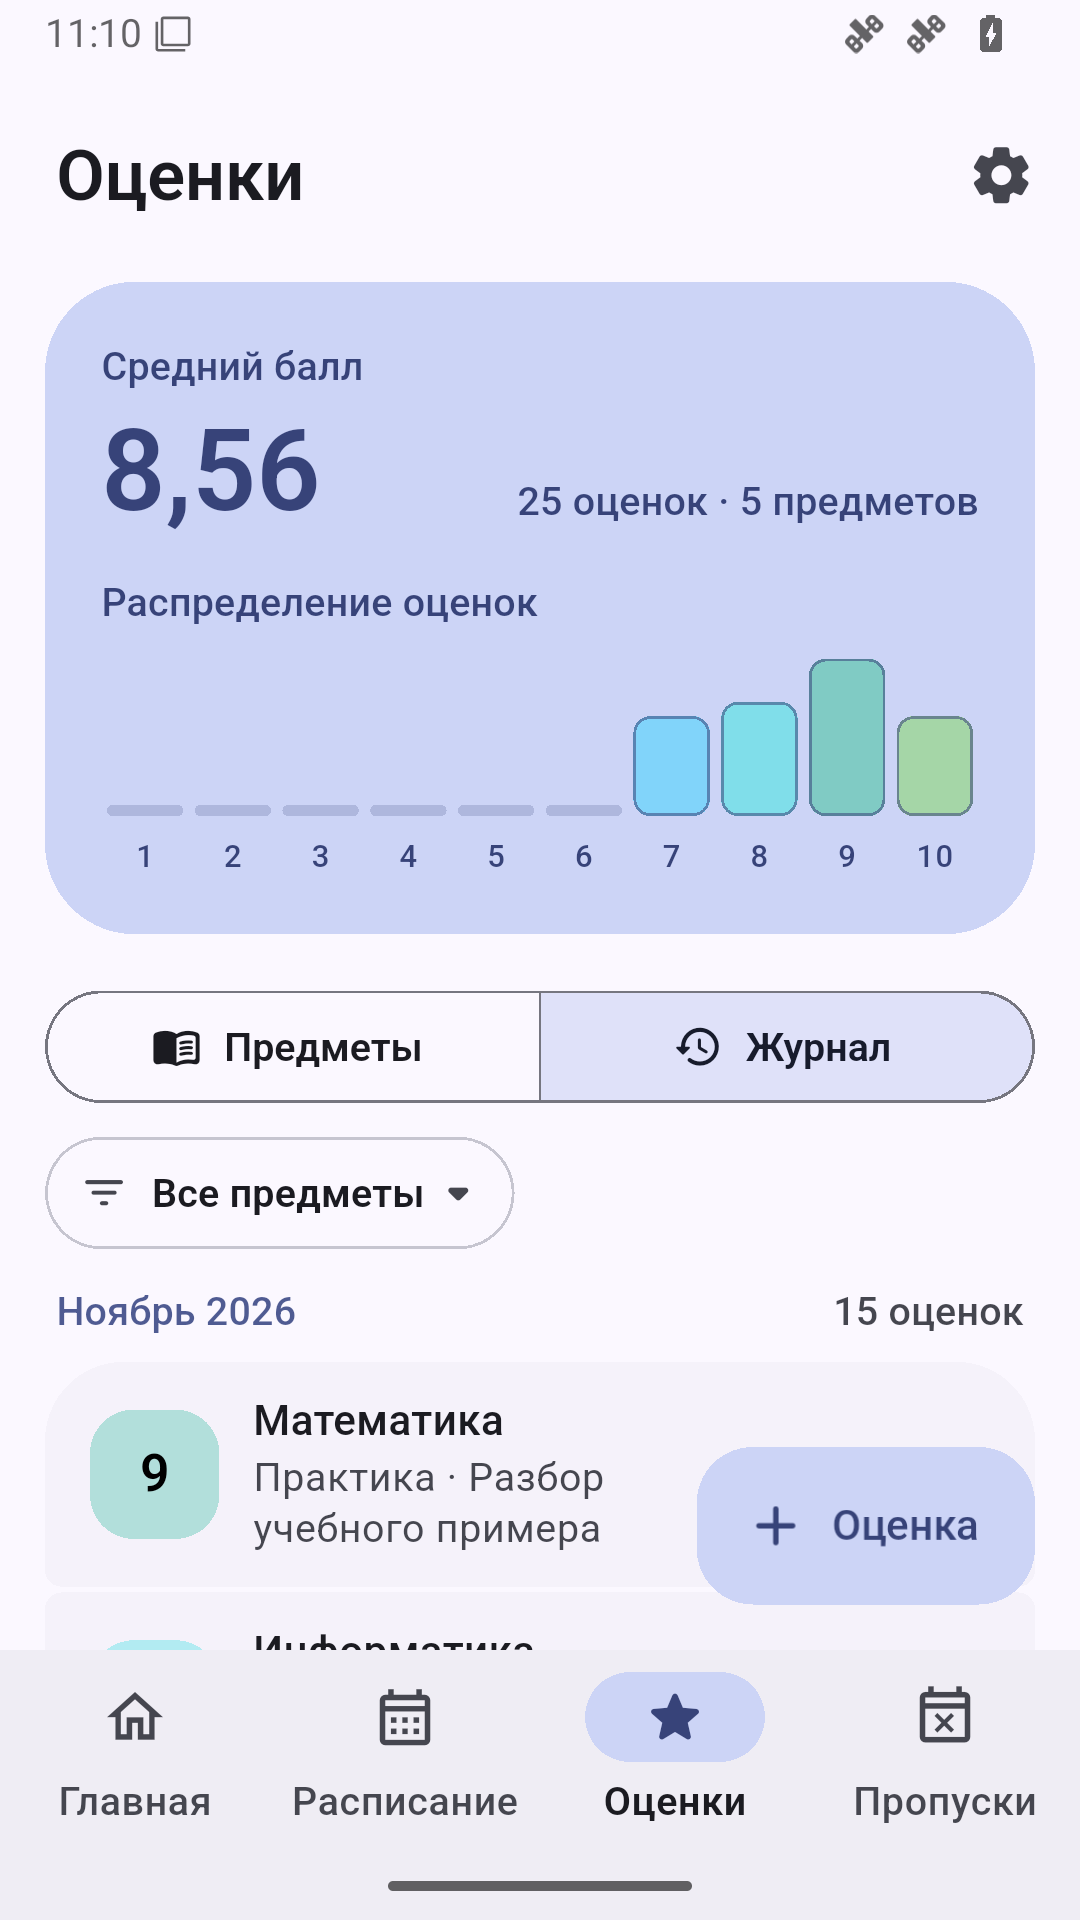 11:10
Оценки
Средний балл
8,56
25 оценок · 5 предметов
Распределение оценок
1 2 3 4 5 6 7 8 9 10
Предметы
Журнал
Все предметы
Ноябрь 2026
15 оценок
9
Математика
Практика · Разбор
учебного примера
Оценка
Информатика
Главная
Расписание
Оценки
Пропуски